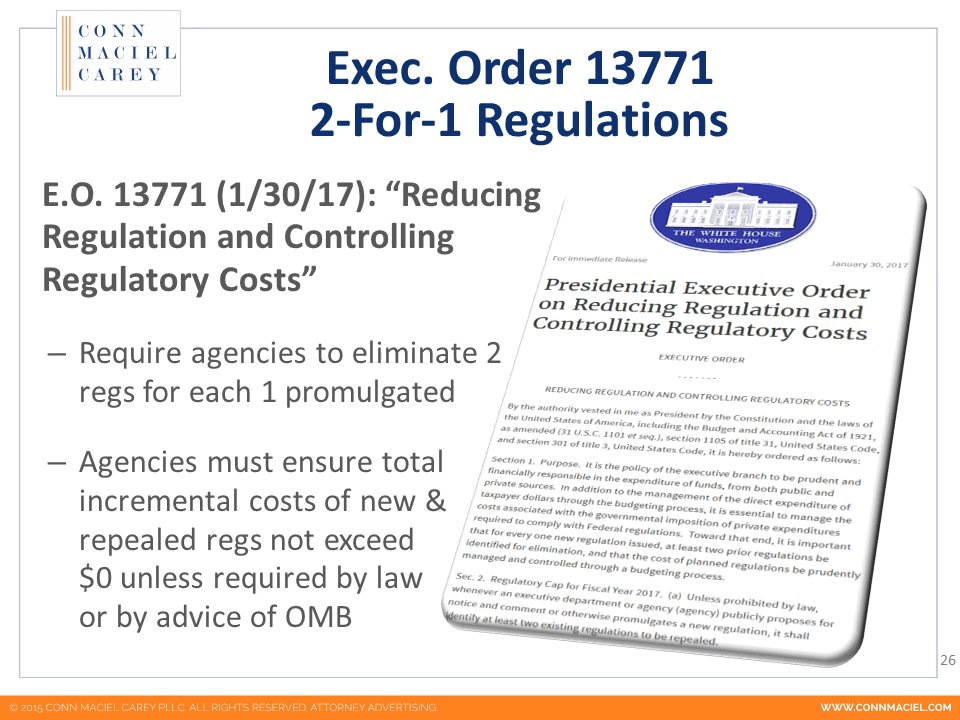 CONN
MACIEL
CAREY
Exec. Order 13771
2-For-1 Regulations
E.O. 13771 (1/30/17): “Reducing
Regulation and Controlling
Regulatory Costs”
– Require agencies to eliminate 2
regs for each 1 promulgated
– Agencies must ensure total
incremental costs of new &
repealed regs not exceed
$0 unless required by law
or by advice of OMB
THE WHITE HOUSE
WASHINGTON
For Immediate Release
January 30, 2017
Presidential Executive Order
on Reducing Regulation and
Controlling Regulatory Costs
EXECUTIVE ORDER
- - - - - - -
REDUCING REGULATION AND CONTROLLING REGULATORY COSTS
By the authority vested in me as President by the Constitution and the laws of
the United States of America, including the Budget and Accounting Act of 1921,
as amended (31 U.S.C. 1101 et seq.), section 1105 of title 31, United States Code,
and section 301 of title 3, United States Code, it is hereby ordered as follows:
Section 1. Purpose. It is the policy of the executive branch to be prudent and
financially responsible in the expenditure of funds, from both public and
private sources. In addition to the management of the direct expenditure of
taxpayer dollars through the budgeting process, it is essential to manage the
costs associated with the governmental imposition of private expenditures
required to comply with Federal regulations. Toward that end, it is important
that for every one new regulation issued, at least two prior regulations be
identified for elimination, and that the cost of planned regulations be prudently
managed and controlled through a budgeting process.
Sec. 2. Regulatory Cap for Fiscal Year 2017. (a) Unless prohibited by law,
whenever an executive department or agency (agency) publicly proposes for
notice and comment or otherwise promulgates a new regulation, it shall
identify at least two existing regulations to be repealed.
26
© 2015 CONN MACIEL CAREY PLLC. ALL RIGHTS RESERVED. ATTORNEY ADVERTISING.
WWW.CONNMACIEL.COM